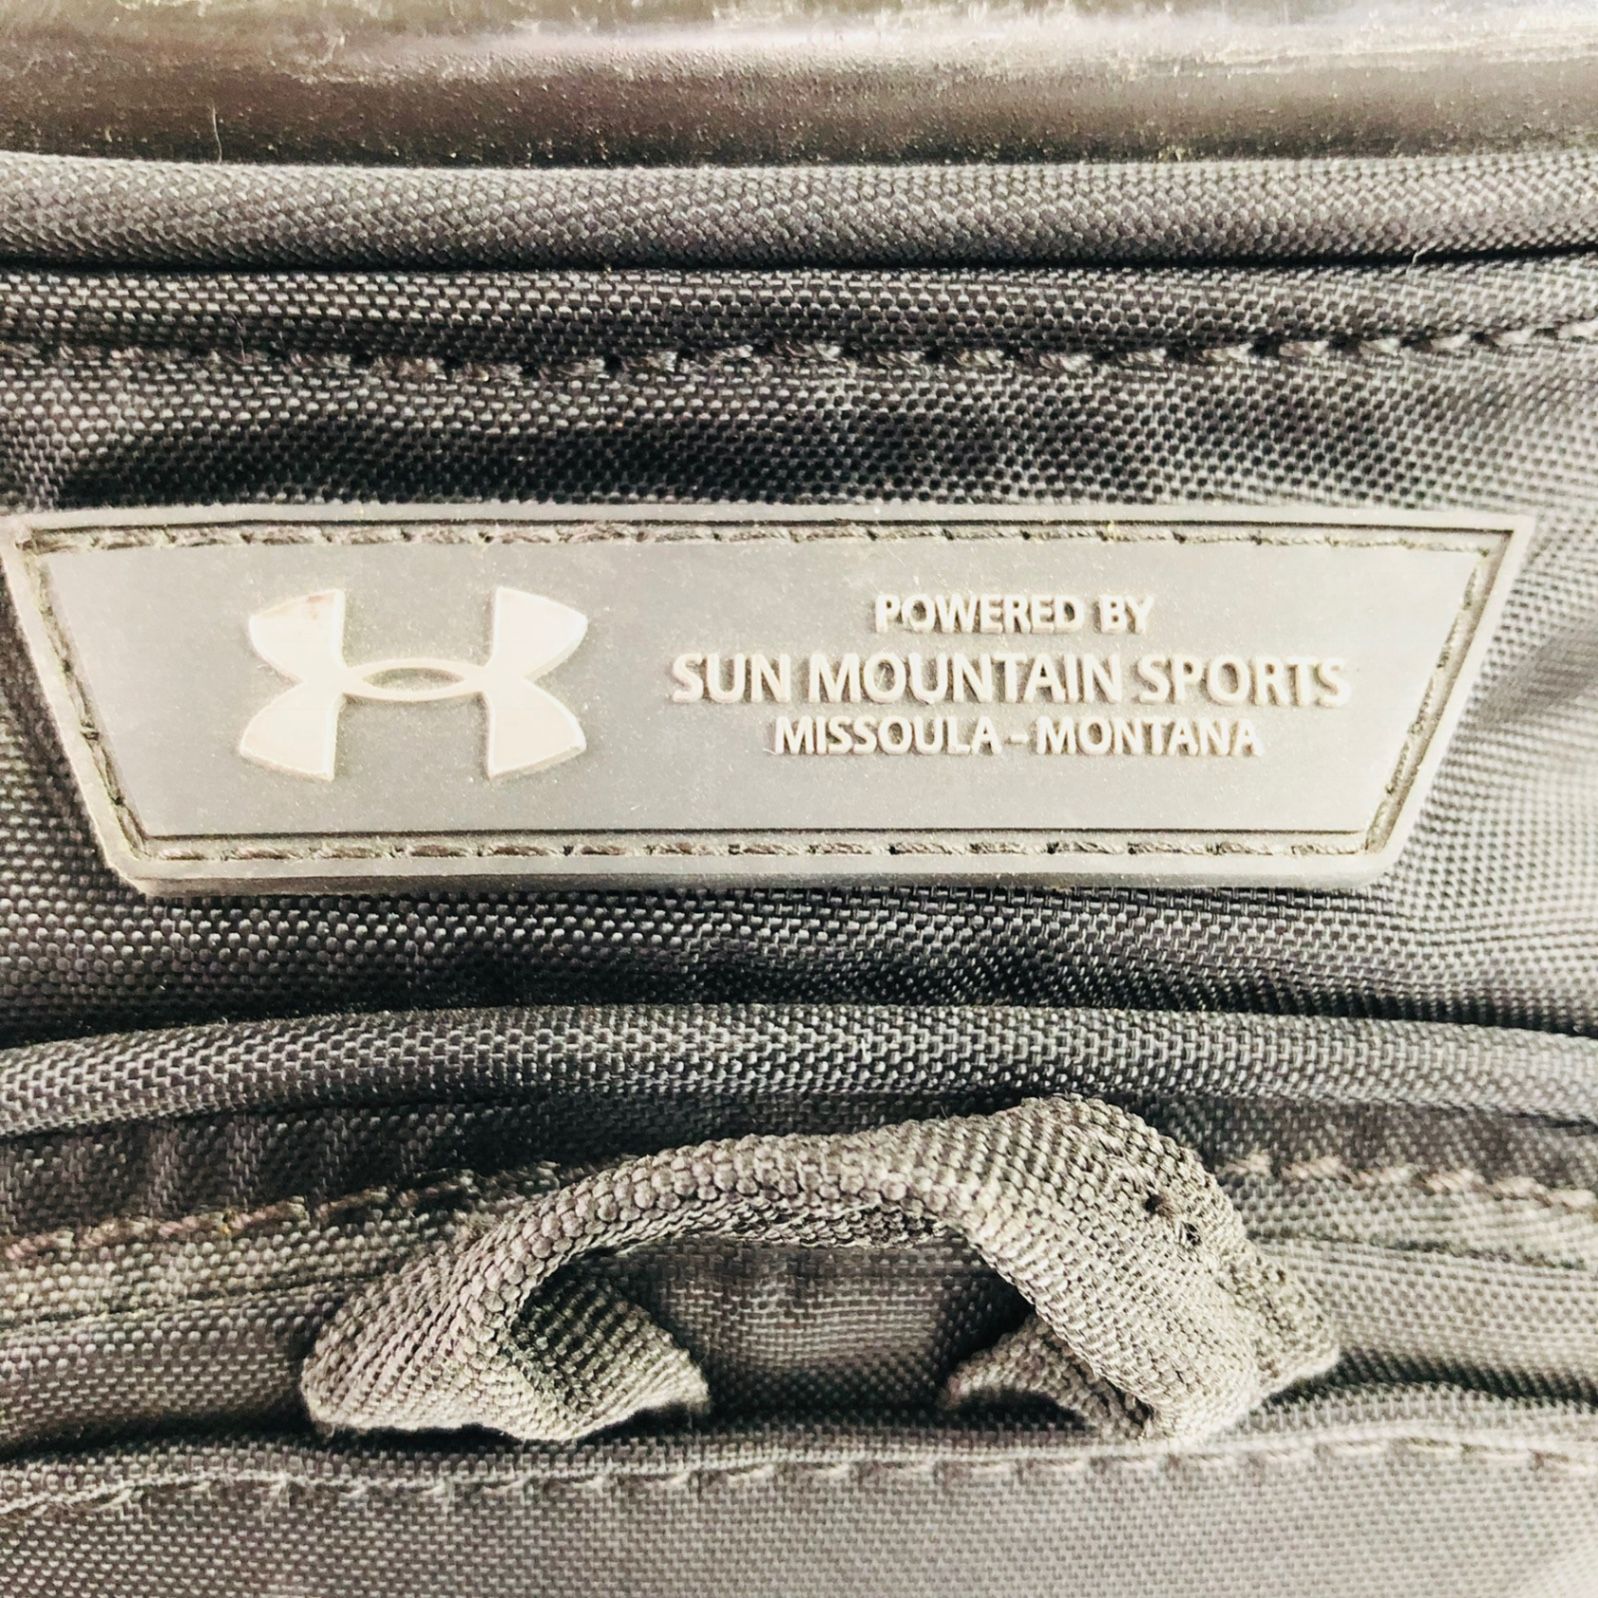 POWERED BY
SUN MOUNTAIN SPORTS
MISSOULA - MONTANA